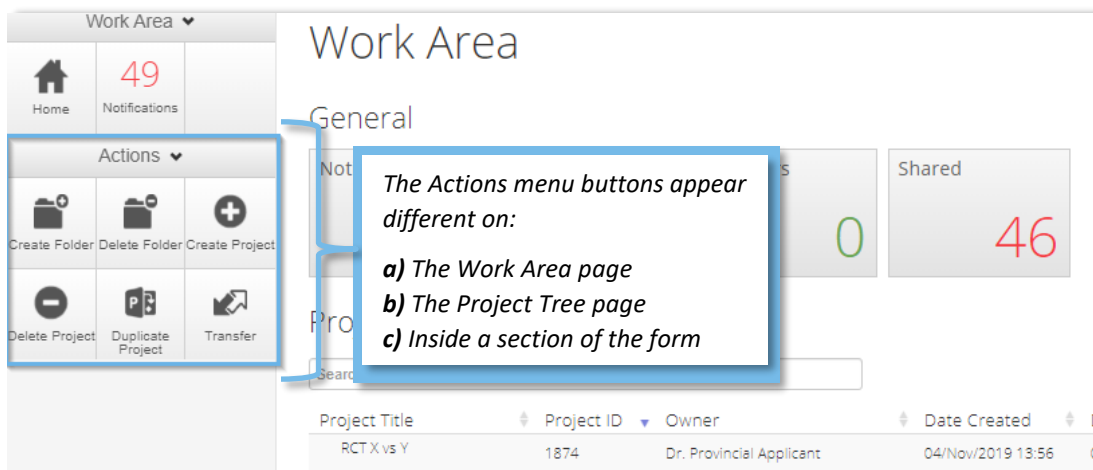 Work Area
Work Area
49
Home
Notifications
General
Actions
Not
s
Shared
The Actions menu buttons appear
different on:
0
46
a) The Work Area page
b) The Project Tree page
c) Inside a section of the form
Create Folder
Delete Folder
Create Project
Delete Project
Duplicate
Project
Transfer
Pro
Searc
Project Title
Project ID
Owner
Date Created
RCT X vs Y
1874
Dr. Provincial Applicant
04/Nov/2019 13:56